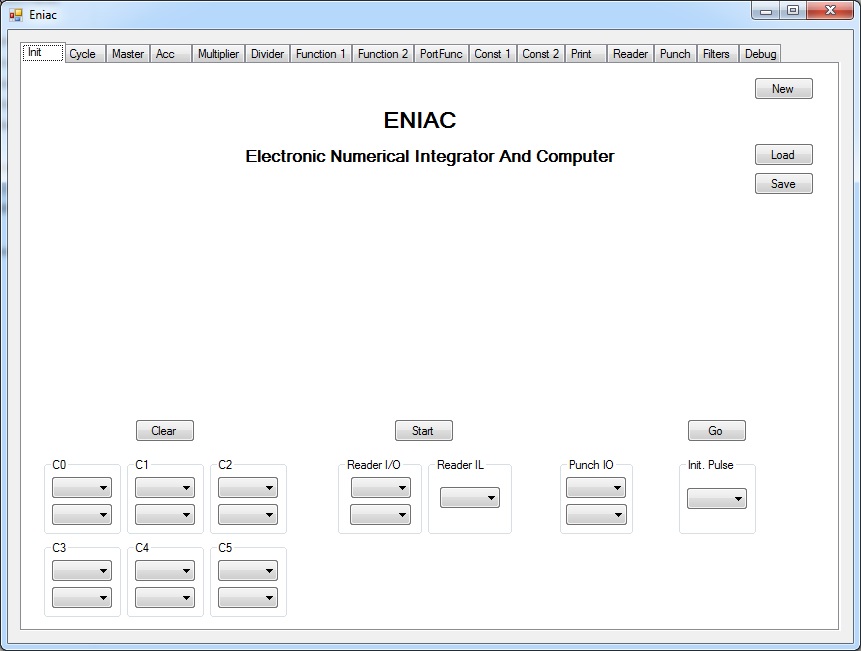 Eniac
Init Cycle Master Acc Multiplier Divider Function 1 Function 2 PortFunc Const 1 Const 2 Print Reader Punch Filters Debug
New
ENIAC
Electronic Numerical Integrator And Computer
Load
Save
Clear Start Go
C0 C1 C2 Reader I/O Reader IL Punch IO Init. Pulse
C3 C4 C5